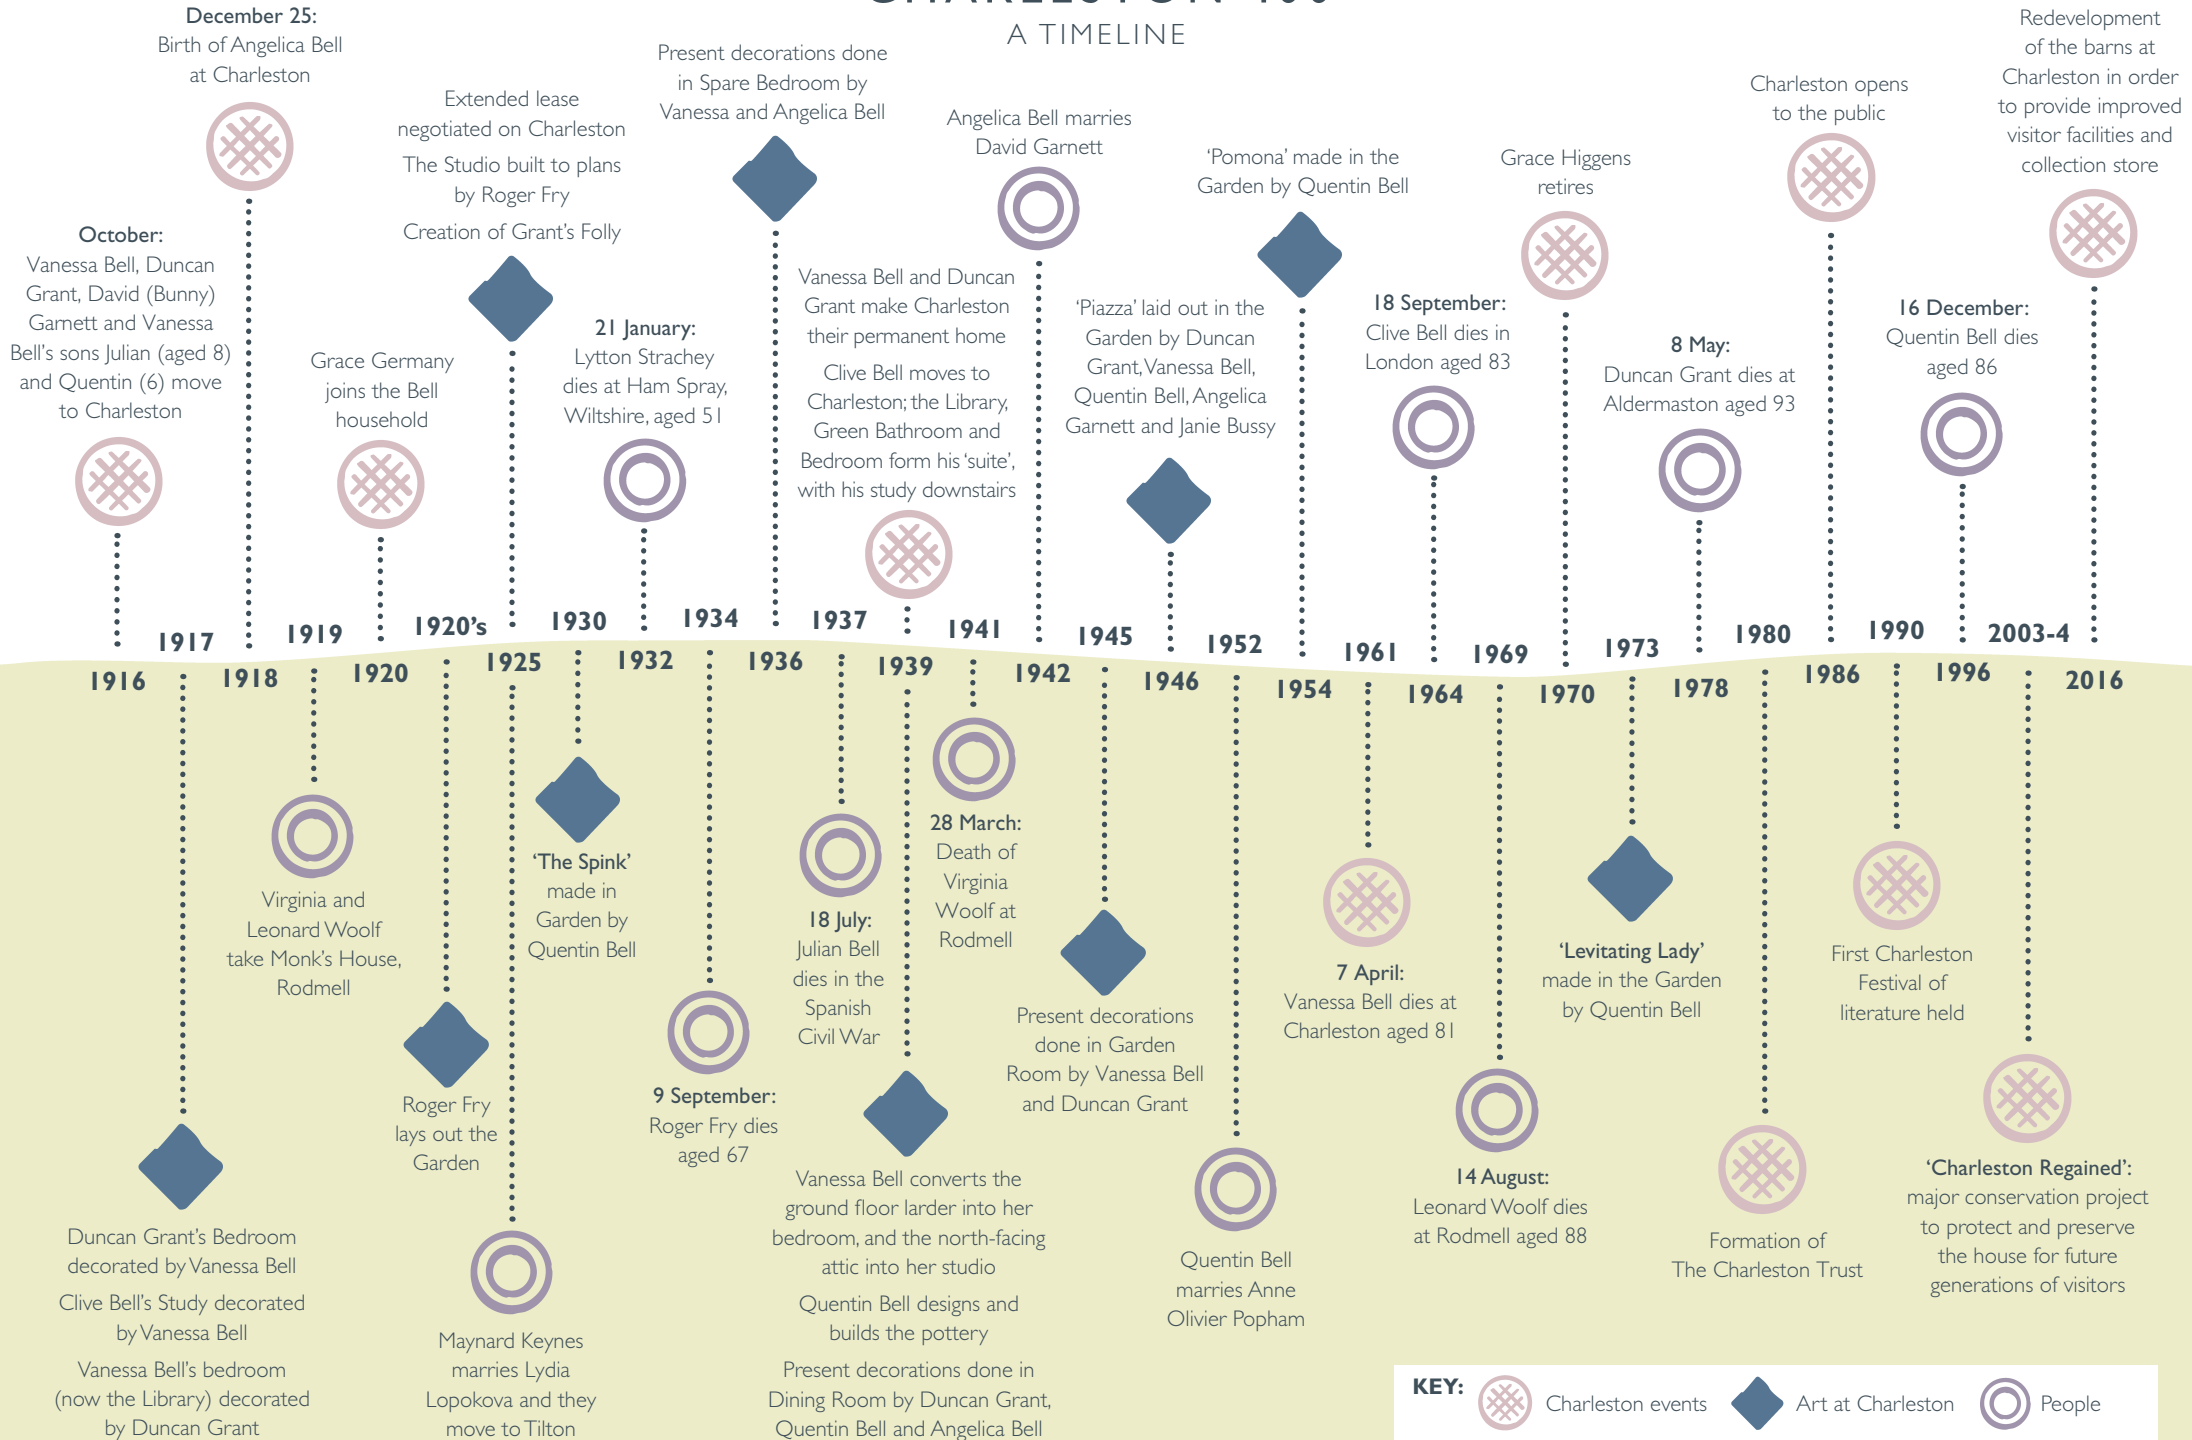 CHARLESTON 100
A TIMELINE
October:
Vanessa Bell, Duncan
Grant, David (Bunny)
Garnett and Vanessa
Bell's sons Julian (aged 8)
and Quentin (6) move
to Charleston
1916
1917
Duncan Grant's Bedroom
decorated by Vanessa Bell
Clive Bell's Study decorated
by Vanessa Bell
Vanessa Bell's bedroom
(now the Library) decorated
by Duncan Grant
December 25:
Birth of Angelica Bell
at Charleston
1918
1919
Virginia and
Leonard Woolf
take Monk's House,
Rodmell
Grace Germany
joins the Bell
household
1920
1920's
Roger Fry
lays out the
Garden
Extended lease
negotiated on Charleston
The Studio built to plans
by Roger Fry
Creation of Grant's Folly
1925
Maynard Keynes
marries Lydia
Lopokova and they
move to Tilton
1930
'The Spink'
made in
Garden by
Quentin Bell
21 January:
Lytton Strachey
dies at Ham Spray,
Wiltshire, aged 51
1932
1934
9 September:
Roger Fry dies
aged 67
Present decorations done
in Spare Bedroom by
Vanessa and Angelica Bell
1936
1937
18 July:
Julian Bell
dies in the
Spanish
Civil War
Vanessa Bell and Duncan
Grant make Charleston
their permanent home
Clive Bell moves to
Charleston; the Library,
Green Bathroom and
Bedroom form his 'suite',
with his study downstairs
1939
Vanessa Bell converts the
ground floor larder into her
bedroom, and the north-facing
attic into her studio
Quentin Bell designs and
builds the pottery
Present decorations done in
Dining Room by Duncan Grant,
Quentin Bell and Angelica Bell
1941
28 March:
Death of
Virginia
Woolf at
Rodmell
Angelica Bell marries
David Garnett
1942
1945
Present decorations
done in Garden
Room by Vanessa Bell
and Duncan Grant
'Piazza' laid out in the
Garden by Duncan
Grant, Vanessa Bell,
Quentin Bell, Angelica
Garnett and Janie Bussy
1946
1952
Quentin Bell
marries Anne
Olivier Popham
'Pomona' made in the
Garden by Quentin Bell
1954
1961
7 April:
Vanessa Bell dies at
Charleston aged 81
18 September:
Clive Bell dies in
London aged 83
1964
1969
14 August:
Leonard Woolf dies
at Rodmell aged 88
Grace Higgens
retires
1970
1973
'Levitating Lady'
made in the Garden
by Quentin Bell
8 May:
Duncan Grant dies at
Aldermaston aged 93
1978
1980
Formation of
The Charleston Trust
Charleston opens
to the public
1986
1990
First Charleston
Festival of
literature held
16 December:
Quentin Bell dies
aged 86
1996
2003-4
'Charleston Regained':
major conservation project
to protect and preserve
the house for future
generations of visitors
Redevelopment
of the barns at
Charleston in order
to provide improved
visitor facilities and
collection store
2016
KEY:
Charleston events
Art at Charleston
People